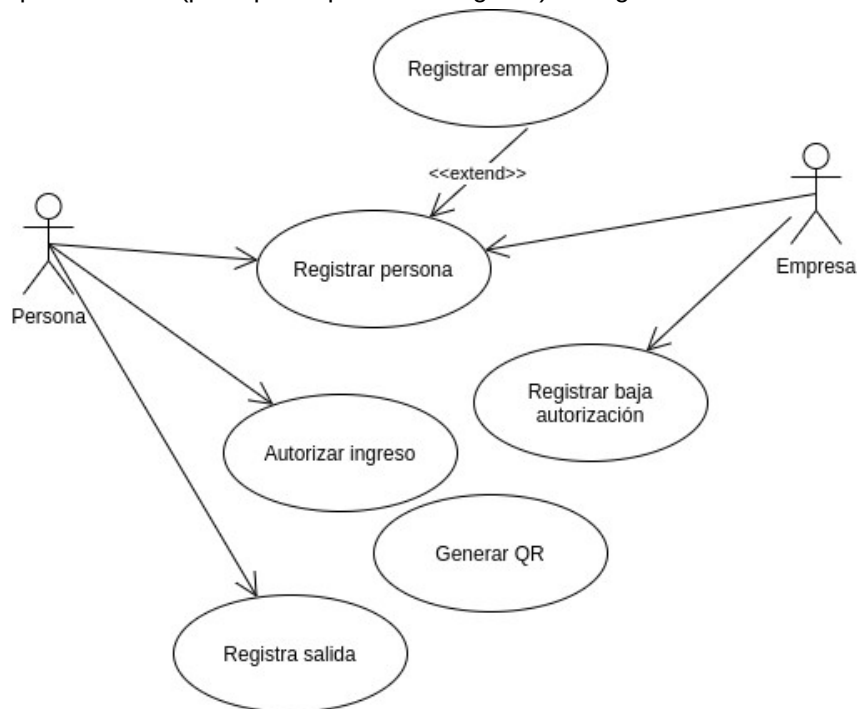 Registrar empresa
<<extend>>
Registrar persona
Empresa
Persona
Registrar baja
autorización
Autorizar ingreso
Generar QR
Registra salida